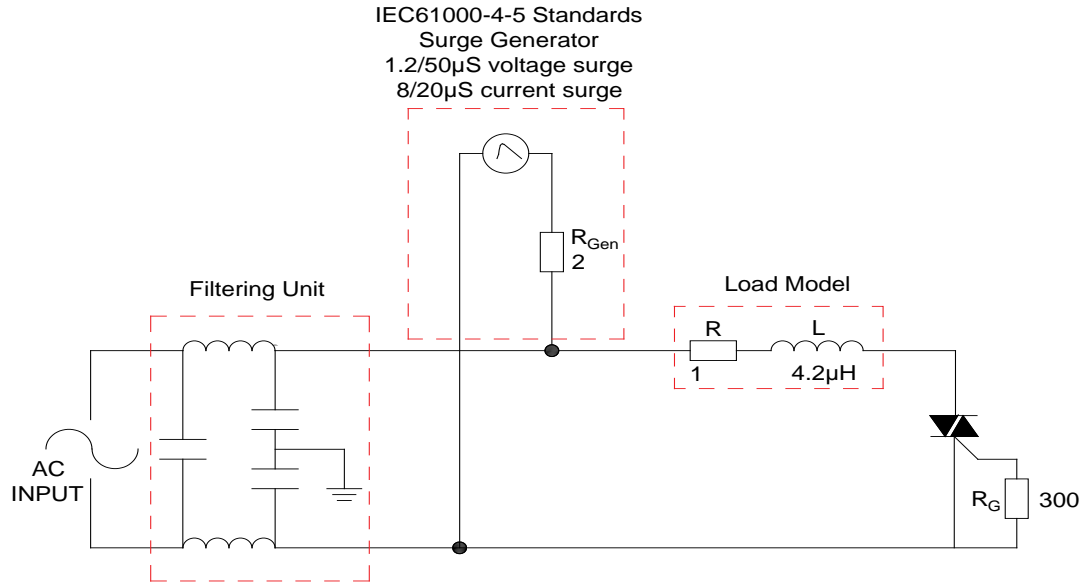 IEC61000-4-5 Standards
Surge Generator
1.2/50µS voltage surge
8/20µS current surge
RGen
2
Filtering Unit
Load Model
R
L
1
4.2µH
AC
INPUT
RG
300